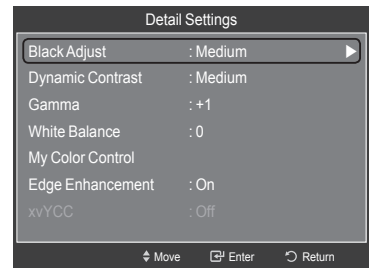 Detail Settings
Black Adjust : Medium
Dynamic Contrast : Medium
Gamma : +1
White Balance : 0
My Color Control
Edge Enhancement : On
xvYCC : Off
Move Enter Return